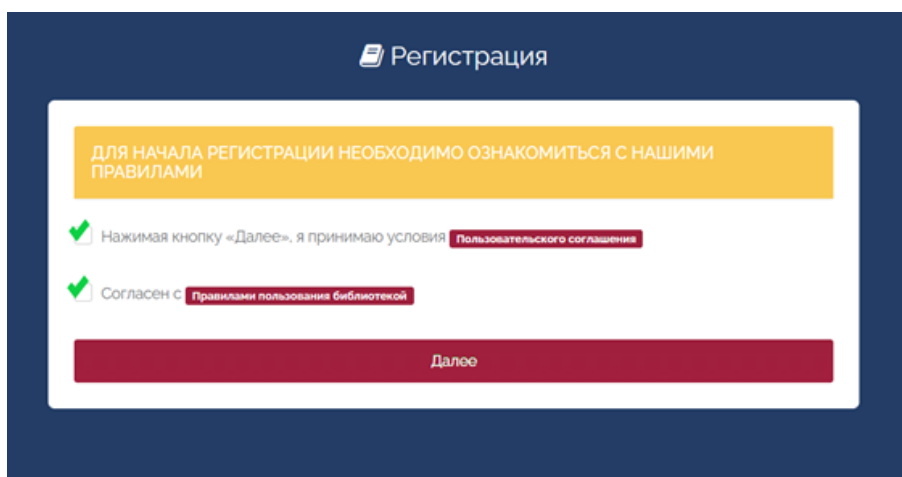 Регистрация
ДЛЯ НАЧАЛА РЕГИСТРАЦИИ НЕОБХОДИМО ОЗНАКОМИТЬСЯ С НАШИМИ
ПРАВИЛАМИ
Нажимая кнопку «Далее», я принимаю условия Пользовательского соглашения
Согласен с Правилами пользования библиотекой
Далее